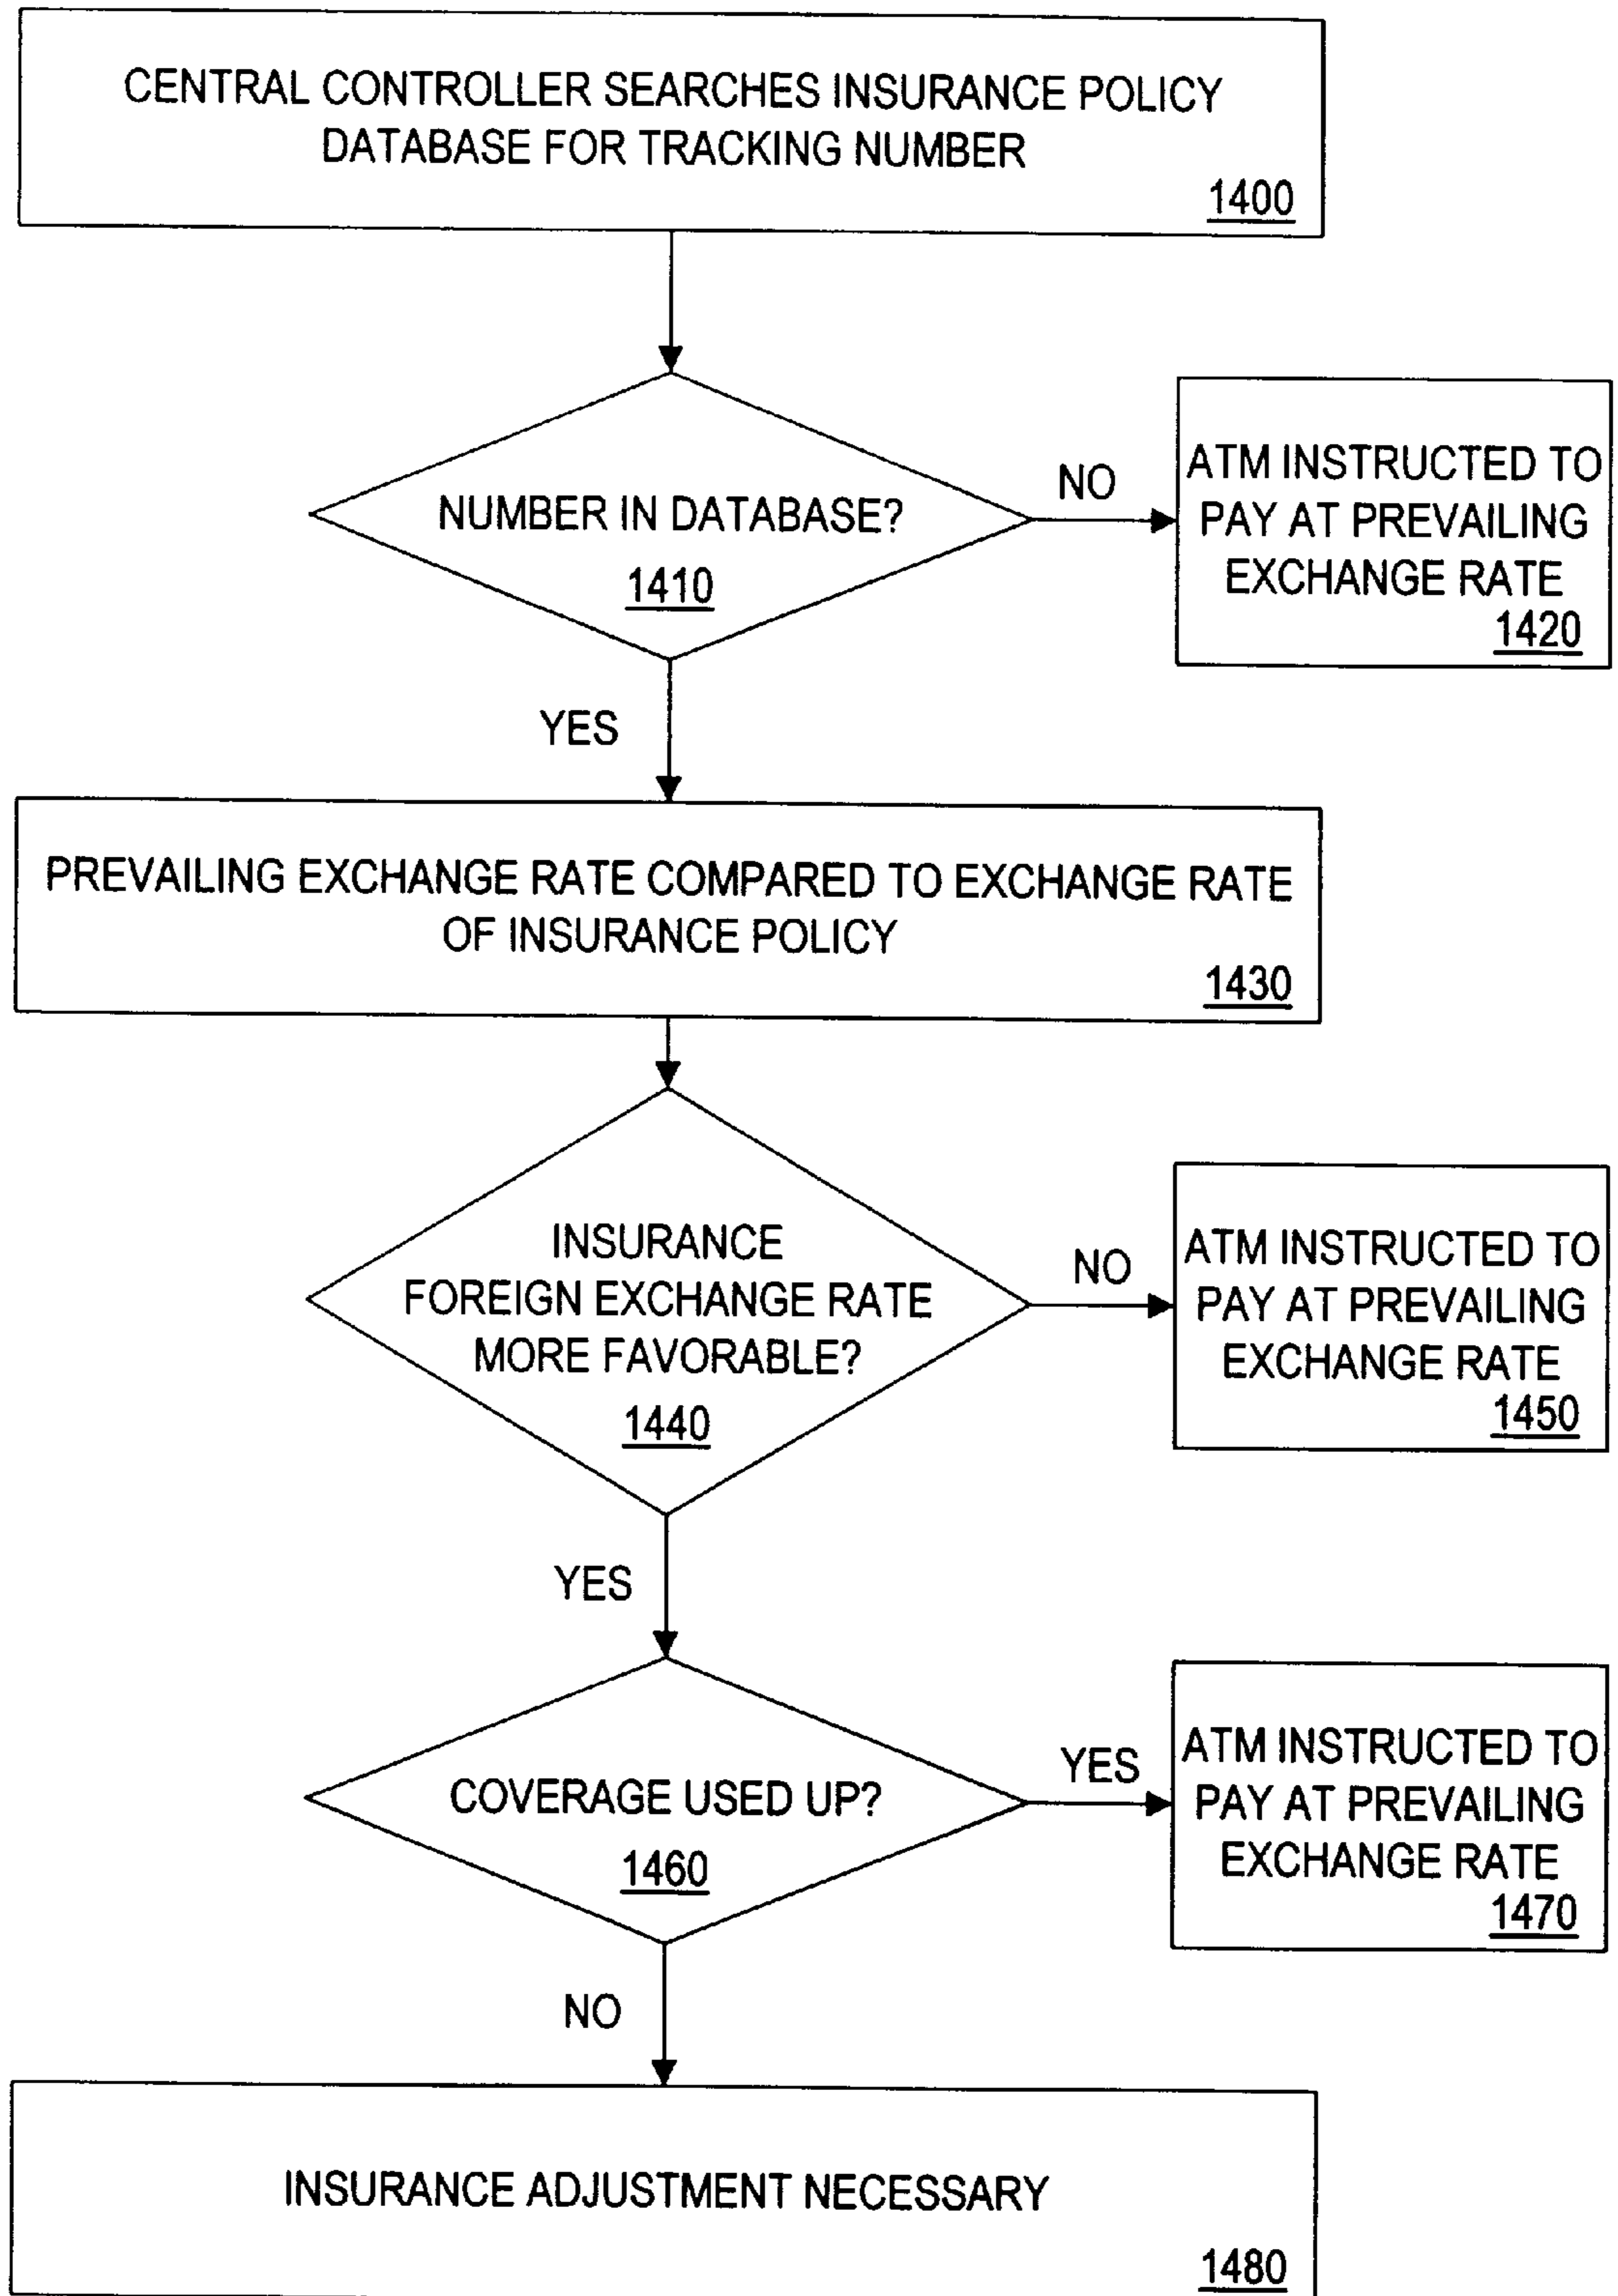 CENTRAL CONTROLLER SEARCHES INSURANCE POLICY
DATABASE FOR TRACKING NUMBER
1400
NUMBER IN DATABASE?
1410
NO
ATM INSTRUCTED TO
PAY AT PREVAILING
EXCHANGE RATE
1420
YES
PREVAILING EXCHANGE RATE COMPARED TO EXCHANGE RATE
OF INSURANCE POLICY
1430
INSURANCE
FOREIGN EXCHANGE RATE
MORE FAVORABLE?
1440
NO
ATM INSTRUCTED TO
PAY AT PREVAILING
EXCHANGE RATE
1450
YES
COVERAGE USED UP?
1460
YES
ATM INSTRUCTED TO
PAY AT PREVAILING
EXCHANGE RATE
1470
NO
INSURANCE ADJUSTMENT NECESSARY
1480